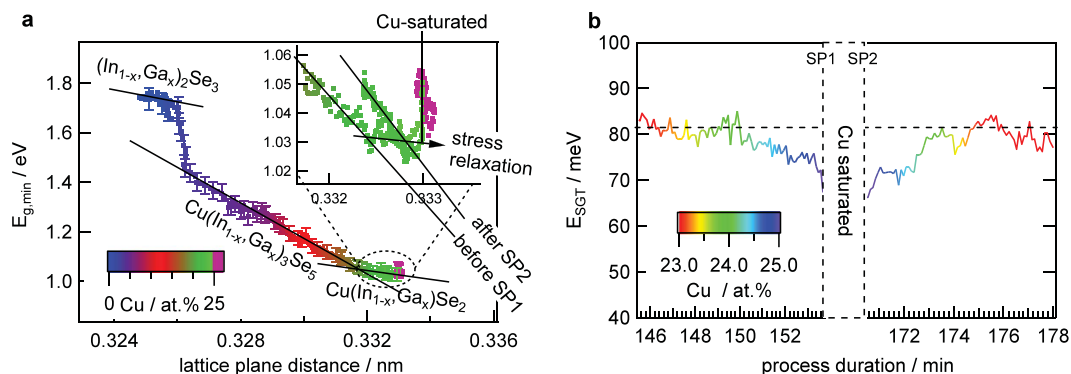 a
Cu-saturated
(In1-x,Gax)2Se3
1.06
1.05
1.04
1.03
1.02
0.332
0.333
stress
relaxation
1.8
1.6
1.4
1.2
1.0
Eg,min / eV
Cu(In1-x,Gax)3Se5
after SP2
before SP1
Cu(In1-x,Gax)Se2
0 Cu / at.% 25
0.324
0.328
0.332
0.336
lattice plane distance / nm
b
100
90
80
70
60
50
40
ESGT / meV
SP1
SP2
Cu saturated
23.0 24.0 25.0
Cu / at.%
146
150
172
174
176
178
process duration / min